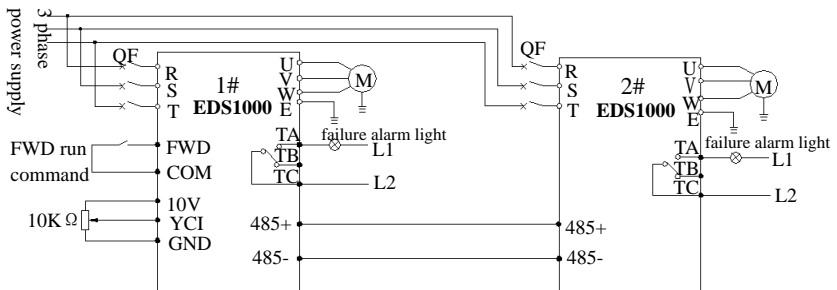 3 phase
power supply
QF
R
S
T
1#
EDS1000
U
V
W
E
M
FWD run
command
FWD
COM
10V
10K Ω
YCI
GND
TA
TB
TC
failure alarm light
L1
L2
485+
485-
QF
R
S
T
2#
EDS1000
U
V
W
E
M
TA
TB
TC
failure alarm light
L1
L2
485+
485-